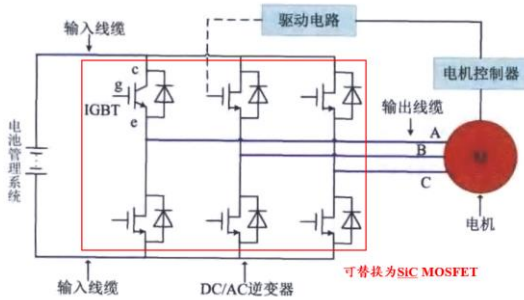 输入线缆
驱动电路
电机控制器
c
g
IGBT
e
输出线缆
A
B
C
M
电机
电池管理系统
可替换为SiC MOSFET
输入线缆
DC/AC逆变器